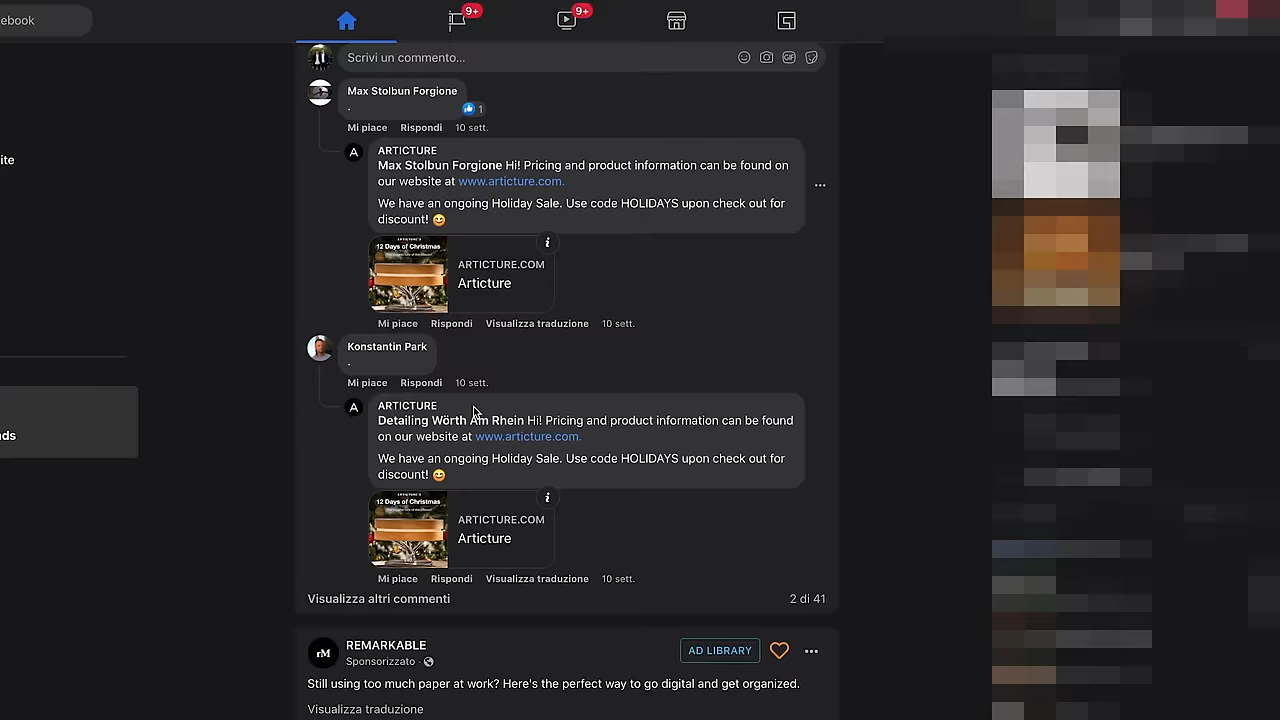 ebook
9+
9+
Scrivi un commento...
GIF
Max Stolbun Forgione
.
1
Mi piace Rispondi 10 sett.
A
ARTICTURE
Max Stolbun Forgione Hi! Pricing and product information can be found
on our website at www.articture.com.
We have an ongoing Holiday Sale. Use code HOLIDAYS upon check out for
discount! 😊
12 Days of Christmas
ARTICTURE.COM
Articture
Mi piace Rispondi Visualizza traduzione 10 sett.
ite
Konstantin Park
.
Mi piace Rispondi 10 sett.
A
ARTICTURE
Detailing Wörth Am Rhein Hi! Pricing and product information can be found
on our website at www.articture.com.
We have an ongoing Holiday Sale. Use code HOLIDAYS upon check out for
discount! 😊
ds
12 Days of Christmas
ARTICTURE.COM
Articture
Mi piace Rispondi Visualizza traduzione 10 sett.
Visualizza altri commenti 2 di 41
rM
REMARKABLE
Sponsorizzato ·
AD LIBRARY
Still using too much paper at work? Here's the perfect way to go digital and get organized.
Visualizza traduzione